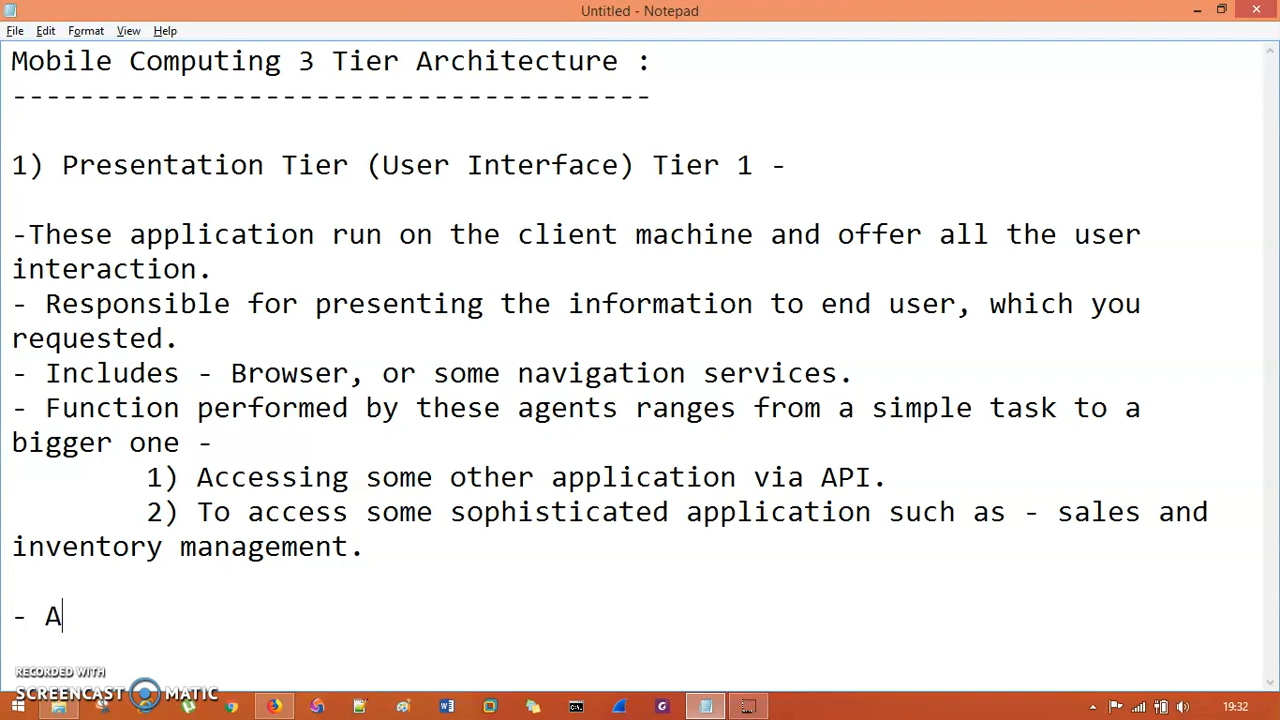 Untitled - Notepad
File Edit Format View Help
Mobile Computing 3 Tier Architecture :
--------------------------------------
1) Presentation Tier (User Interface) Tier 1 -
-These application run on the client machine and offer all the user
interaction.
- Responsible for presenting the information to end user, which you
requested.
- Includes - Browser, or some navigation services.
- Function performed by these agents ranges from a simple task to a
bigger one -
1) Accessing some other application via API.
2) To access some sophisticated application such as - sales and
inventory management.
- A
RECORDED WITH
SCREENCAST MATIC
19:32